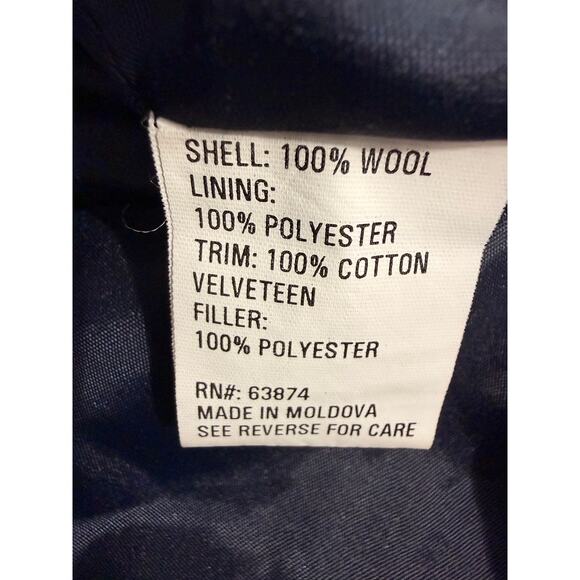 SHELL: 100% WOOL
LINING:
100% POLYESTER
TRIM: 100% COTTON
VELVETEEN
FILLER:
100% POLYESTER
RN#: 63874
MADE IN MOLDOVA
SEE REVERSE FOR CARE